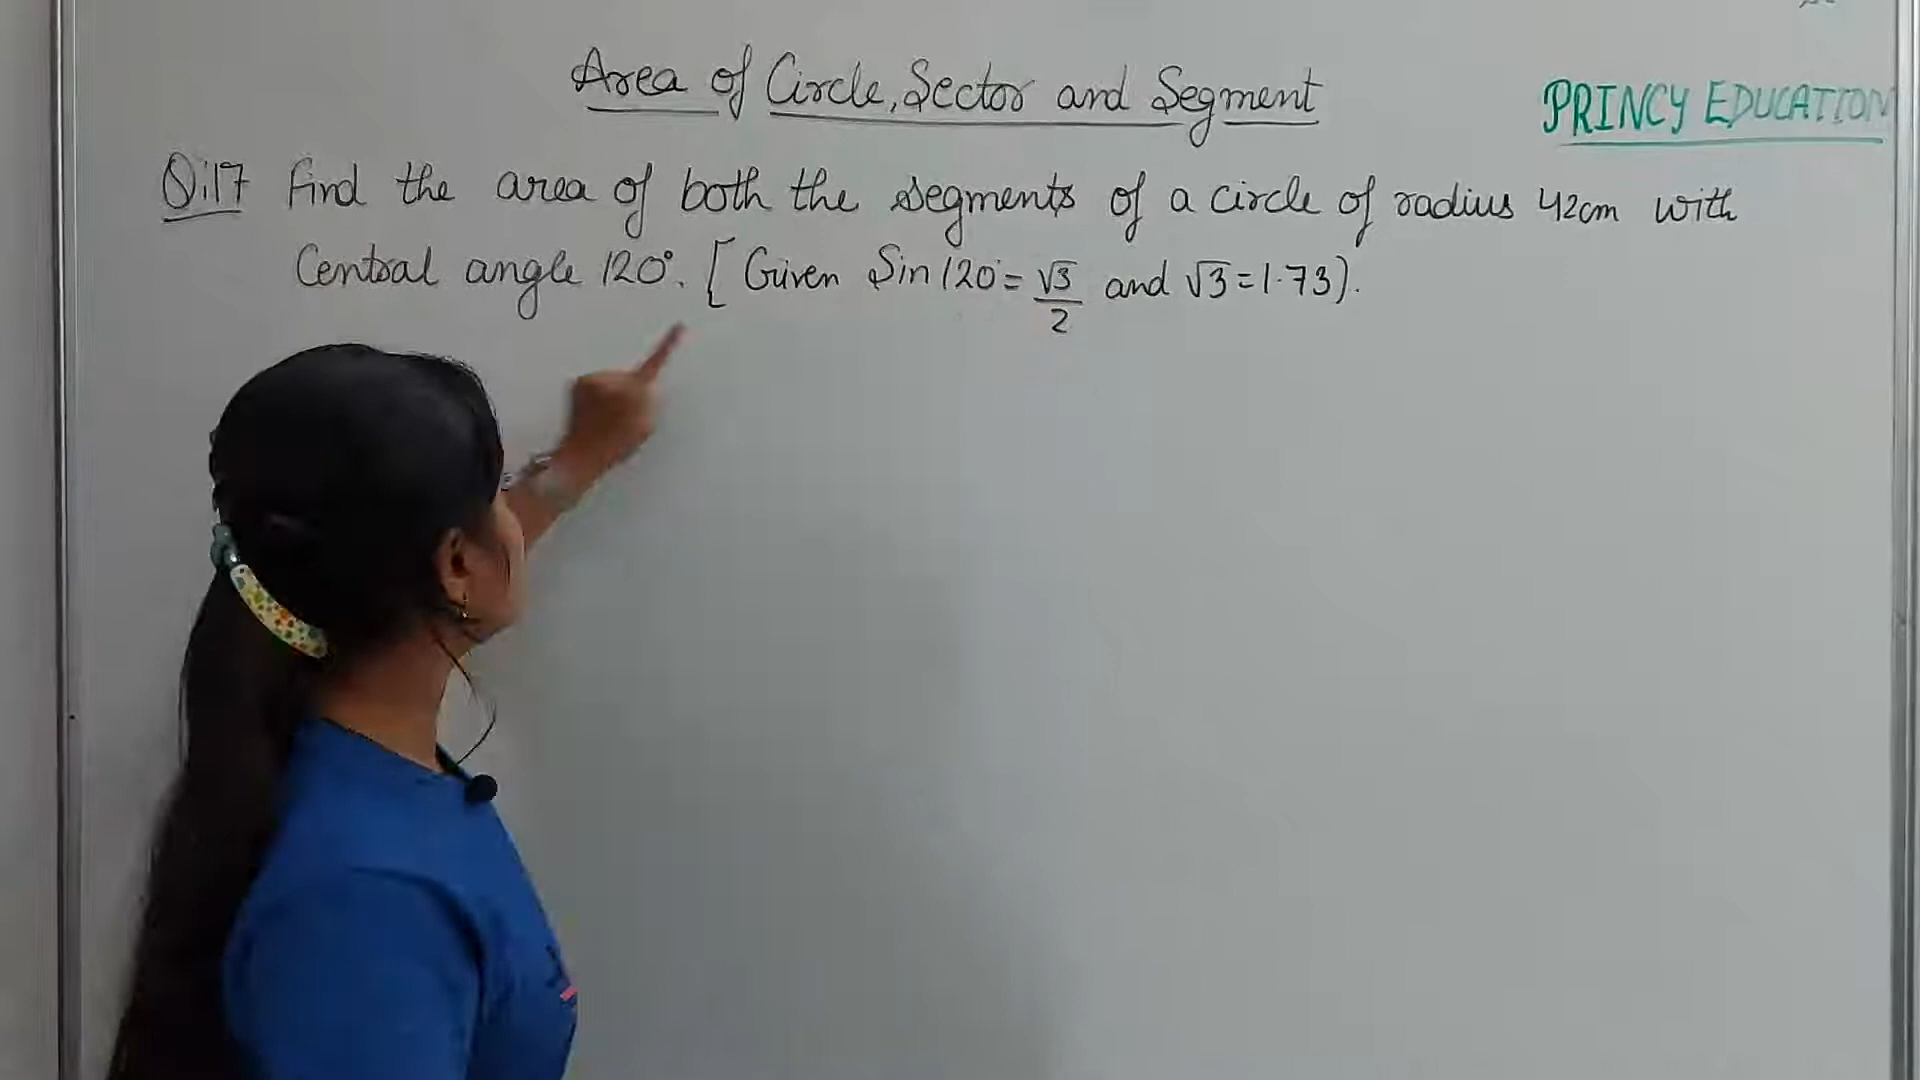 Area of Circle, Sector and Segment
PRINCY EDUCATION
Q:17 Find the area of both the segments of a circle of radius 42cm with
Central angle 120°. [Given Sin 120° = √3/2 and √3 = 1.73).